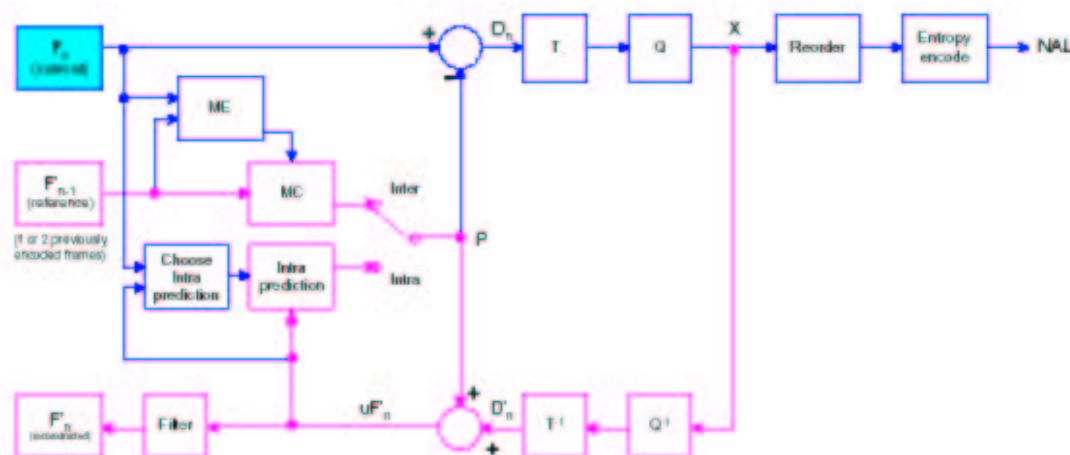 Fn
(current)
+
Dn
T
Q
X
Reorder
Entropy
encode
NAL
−
ME
F'n-1
(reference)
(1 or 2 previously
encoded frames)
MC
Inter
P
Choose
Intra
prediction
Intra
prediction
Intra
F'n
(reconstructed)
Filter
uF'n
+
+
D'n
T-1
Q-1